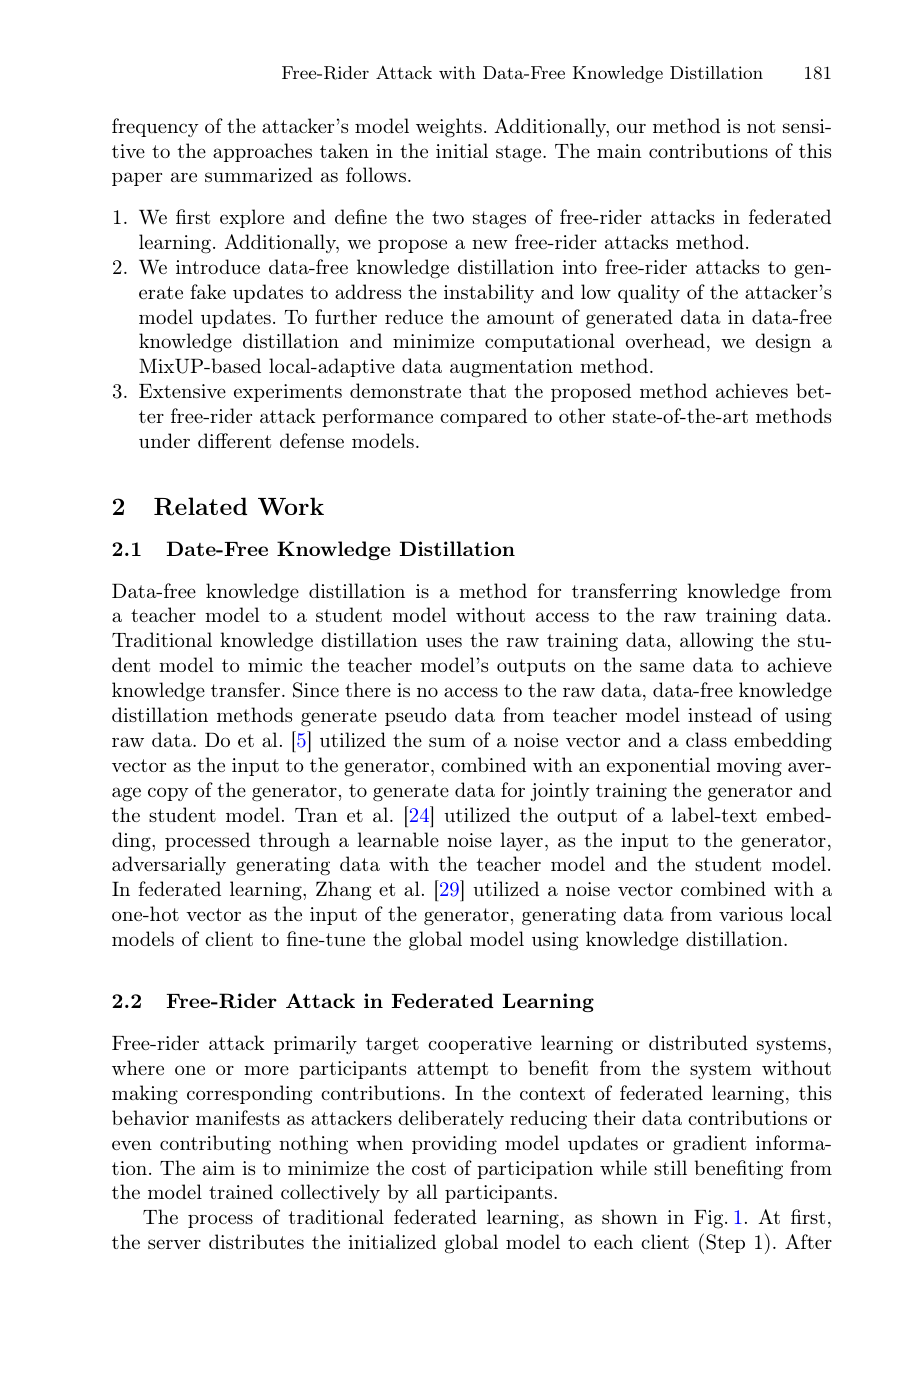 Free-Rider Attack with Data-Free Knowledge Distillation 181
frequency of the attacker's model weights. Additionally, our method is not sensi-
tive to the approaches taken in the initial stage. The main contributions of this
paper are summarized as follows.
1. We first explore and define the two stages of free-rider attacks in federated
learning. Additionally, we propose a new free-rider attacks method.
2. We introduce data-free knowledge distillation into free-rider attacks to gen-
erate fake updates to address the instability and low quality of the attacker's
model updates. To further reduce the amount of generated data in data-free
knowledge distillation and minimize computational overhead, we design a
MixUP-based local-adaptive data augmentation method.
3. Extensive experiments demonstrate that the proposed method achieves bet-
ter free-rider attack performance compared to other state-of-the-art methods
under different defense models.
2 Related Work
2.1 Date-Free Knowledge Distillation
Data-free knowledge distillation is a method for transferring knowledge from
a teacher model to a student model without access to the raw training data.
Traditional knowledge distillation uses the raw training data, allowing the stu-
dent model to mimic the teacher model's outputs on the same data to achieve
knowledge transfer. Since there is no access to the raw data, data-free knowledge
distillation methods generate pseudo data from teacher model instead of using
raw data. Do et al. [5] utilized the sum of a noise vector and a class embedding
vector as the input to the generator, combined with an exponential moving aver-
age copy of the generator, to generate data for jointly training the generator and
the student model. Tran et al. [24] utilized the output of a label-text embed-
ding, processed through a learnable noise layer, as the input to the generator,
adversarially generating data with the teacher model and the student model.
In federated learning, Zhang et al. [29] utilized a noise vector combined with a
one-hot vector as the input of the generator, generating data from various local
models of client to fine-tune the global model using knowledge distillation.
2.2 Free-Rider Attack in Federated Learning
Free-rider attack primarily target cooperative learning or distributed systems,
where one or more participants attempt to benefit from the system without
making corresponding contributions. In the context of federated learning, this
behavior manifests as attackers deliberately reducing their data contributions or
even contributing nothing when providing model updates or gradient informa-
tion. The aim is to minimize the cost of participation while still benefiting from
the model trained collectively by all participants.
The process of traditional federated learning, as shown in Fig. 1. At first,
the server distributes the initialized global model to each client (Step 1). After